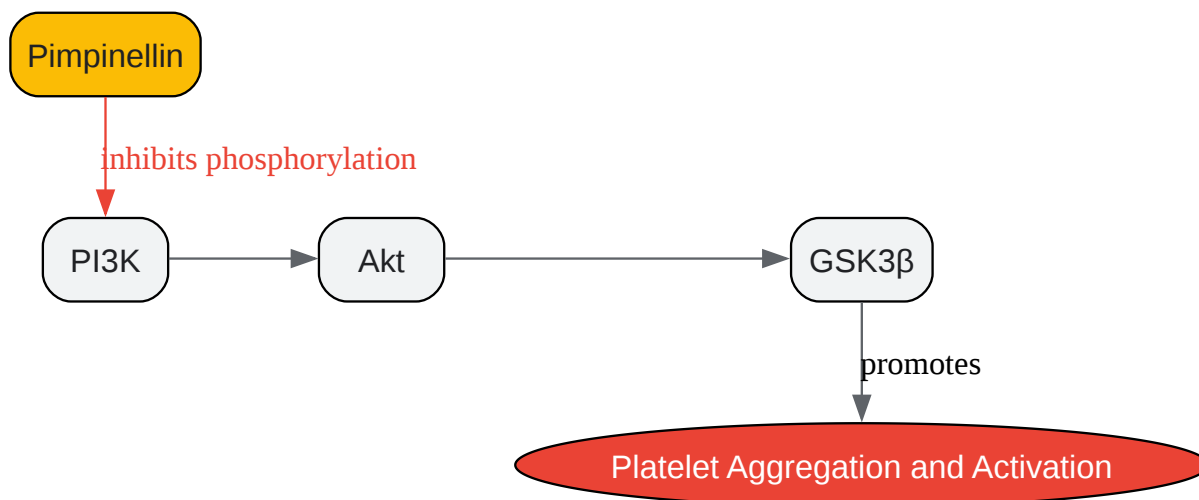 Pimpinellin
inhibits phosphorylation
PI3K
Akt
GSK3β
promotes
Platelet Aggregation and Activation